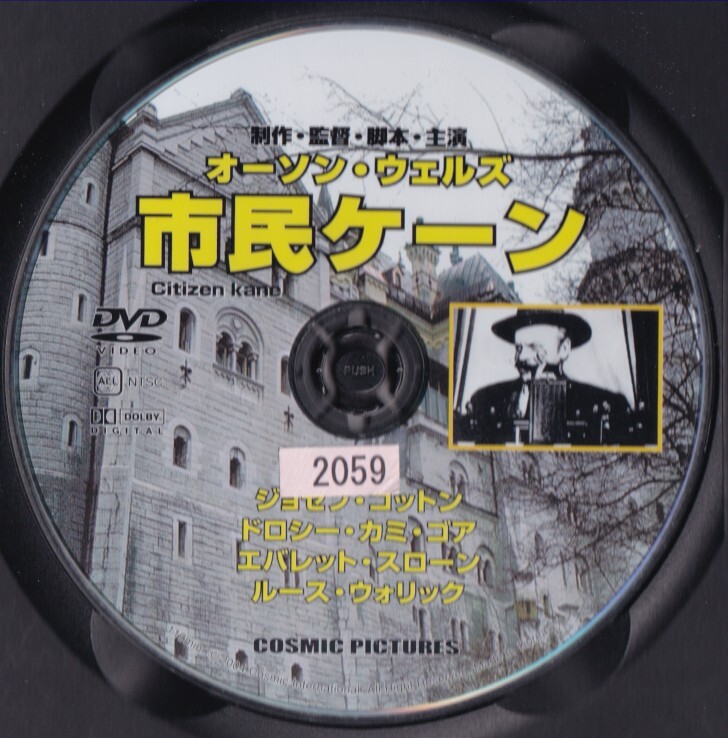 制作・監督・脚本・主演
オーソン・ウェルズ
市民ケーン
Citizen kane
DVD
VIDEO
PUSH
ALL NTSC
DOLBY
DIGITAL
2059
ジョセフ・コットン
ドロシー・カミ・ゴア
エバレット・スローン
ルース・ウォリック
COSMIC PICTURES
International. All